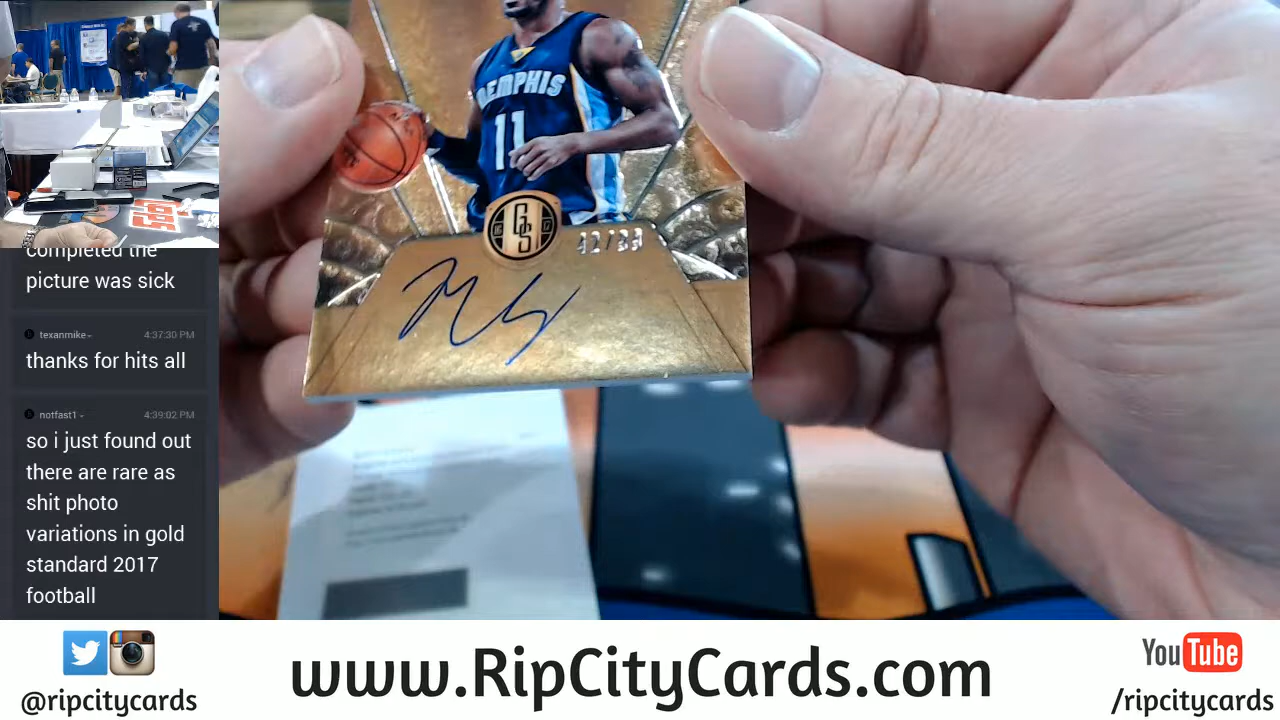 completed the
picture was sick
texanmike
4:37:30 PM
thanks for hits all
notfast1
4:39:02 PM
so i just found out
there are rare as
shit photo
variations in gold
standard 2017
football
MEMPHIS
11
GS
@ripcitycards
www.RipCityCards.com
YouTube
/ripcitycards